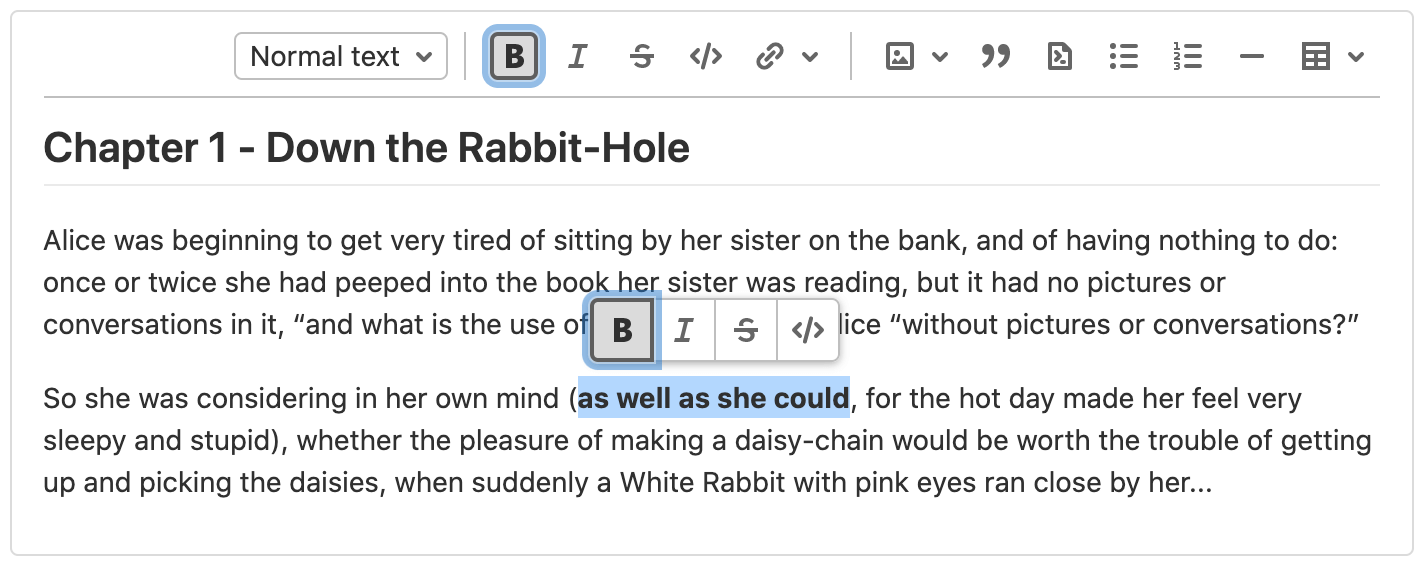 Normal text
B I S </>
Chapter 1 - Down the Rabbit-Hole
Alice was beginning to get very tired of sitting by her sister on the bank, and of having nothing to do:
once or twice she had peeped into the book her sister was reading, but it had no pictures or
conversations in it, “and what is the use of lice “without pictures or conversations?”
B I S </>
So she was considering in her own mind (as well as she could, for the hot day made her feel very
sleepy and stupid), whether the pleasure of making a daisy-chain would be worth the trouble of getting
up and picking the daisies, when suddenly a White Rabbit with pink eyes ran close by her...